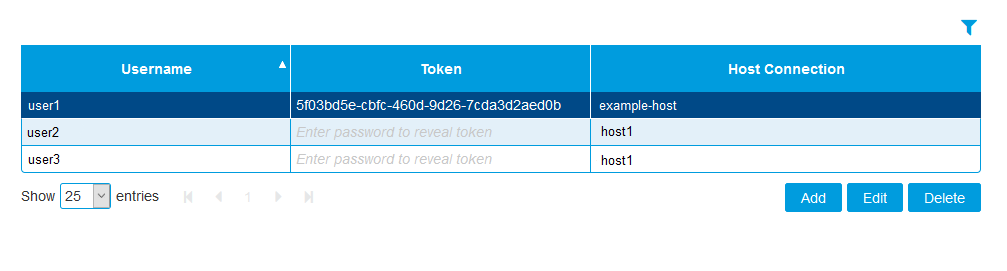 Username Token Host Connection
user1 5f03bd5e-cbfc-460d-9d26-7cda3d2aed0b example-host
user2 Enter password to reveal token host1
user3 Enter password to reveal token host1
Show 25 entries 1 Add Edit Delete